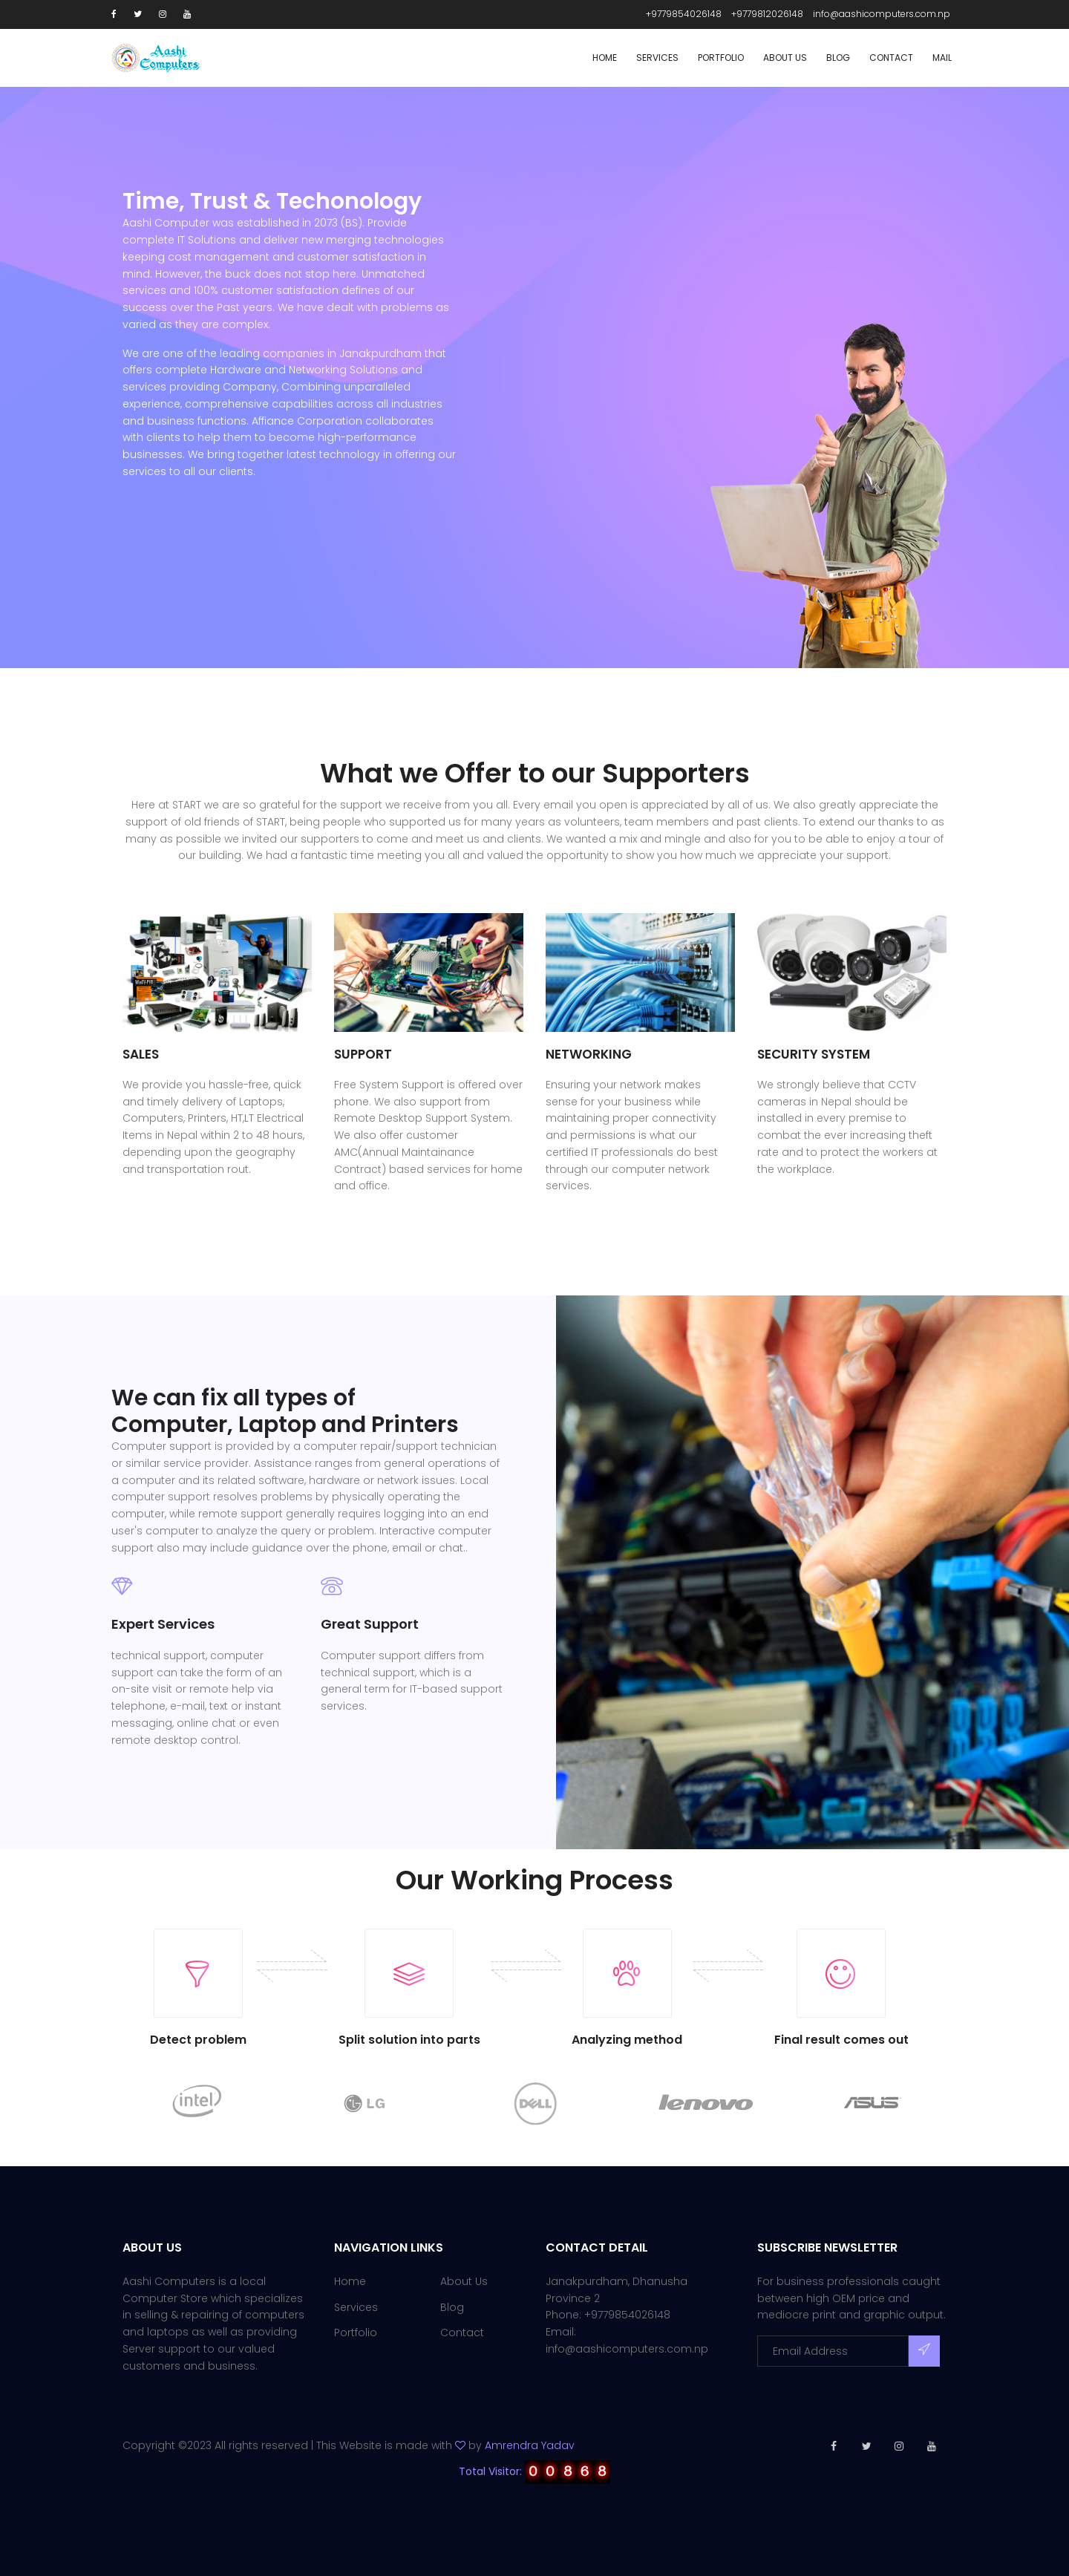 +9779854026148 +9779812026148 info@aashicomputers.com.np
Aashi
Computers
HOME SERVICES PORTFOLIO ABOUT US BLOG CONTACT MAIL
Time, Trust & Techonology
Aashi Computer was established in 2073 (BS). Provide
complete IT Solutions and deliver new merging technologies
keeping cost management and customer satisfaction in
mind. However, the buck does not stop here. Unmatched
services and 100% customer satisfaction defines of our
success over the Past years. We have dealt with problems as
varied as they are complex.
We are one of the leading companies in Janakpurdham that
offers complete Hardware and Networking Solutions and
services providing Company, Combining unparalleled
experience, comprehensive capabilities across all industries
and business functions. Affiance Corporation collaborates
with clients to help them to become high-performance
businesses. We bring together latest technology in offering our
services to all our clients.
What we Offer to our Supporters
Here at START we are so grateful for the support we receive from you all. Every email you open is appreciated by all of us. We also greatly appreciate the
support of old friends of START, being people who supported us for many years as volunteers, team members and past clients. To extend our thanks to as
many as possible we invited our supporters to come and meet us and clients. We wanted a mix and mingle and also for you to be able to enjoy a tour of
our building. We had a fantastic time meeting you all and valued the opportunity to show you how much we appreciate your support.
SALES
We provide you hassle-free, quick
and timely delivery of Laptops,
Computers, Printers, HT,LT Electrical
Items in Nepal within 2 to 48 hours,
depending upon the geography
and transportation rout.
SUPPORT
Free System Support is offered over
phone. We also support from
Remote Desktop Support System.
We also offer customer
AMC(Annual Maintainance
Contract) based services for home
and office.
NETWORKING
Ensuring your network makes
sense for your business while
maintaining proper connectivity
and permissions is what our
certified IT professionals do best
through our computer network
services.
SECURITY SYSTEM
We strongly believe that CCTV
cameras in Nepal should be
installed in every premise to
combat the ever increasing theft
rate and to protect the workers at
the workplace.
We can fix all types of
Computer, Laptop and Printers
Computer support is provided by a computer repair/support technician
or similar service provider. Assistance ranges from general operations of
a computer and its related software, hardware or network issues. Local
computer support resolves problems by physically operating the
computer, while remote support generally requires logging into an end
user's computer to analyze the query or problem. Interactive computer
support also may include guidance over the phone, email or chat..
Expert Services
technical support, computer
support can take the form of an
on-site visit or remote help via
telephone, e-mail, text or instant
messaging, online chat or even
remote desktop control.
Great Support
Computer support differs from
technical support, which is a
general term for IT-based support
services.
Our Working Process
Detect problem
Split solution into parts
Analyzing method
Final result comes out
intel LG DELL lenovo ASUS
ABOUT US
Aashi Computers is a local
Computer Store which specializes
in selling & repairing of computers
and laptops as well as providing
Server support to our valued
customers and business.
NAVIGATION LINKS
Home About Us
Services Blog
Portfolio Contact
CONTACT DETAIL
Janakpurdham, Dhanusha
Province 2
Phone: +9779854026148
Email:
info@aashicomputers.com.np
SUBSCRIBE NEWSLETTER
For business professionals caught
between high OEM price and
mediocre print and graphic output.
Email Address
Copyright ©2023 All rights reserved | This Website is made with ♡ by Amrendra Yadav
Total Visitor: 00868